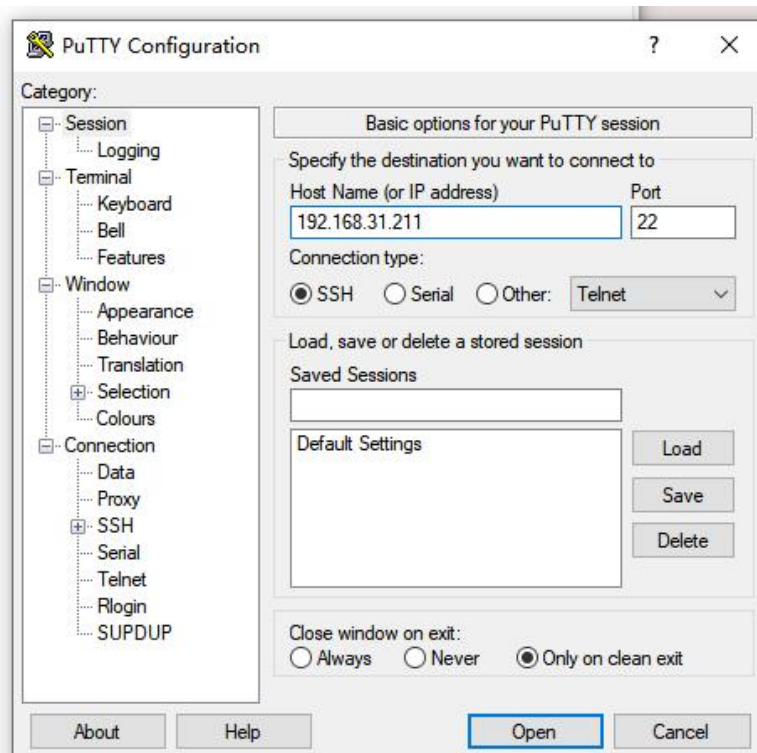 PuTTY Configuration
?
Category:
Session
Logging
Terminal
Keyboard
Bell
Features
Window
Appearance
Behaviour
Translation
Selection
Colours
Connection
Data
Proxy
SSH
Serial
Telnet
Rlogin
SUPDUP
Basic options for your PuTTY session
Specify the destination you want to connect to
Host Name (or IP address) Port
192.168.31.211 22
Connection type:
SSH Serial Other: Telnet
Load, save or delete a stored session
Saved Sessions
Default Settings
Load
Save
Delete
Close window on exit:
Always Never Only on clean exit
About Help Open Cancel